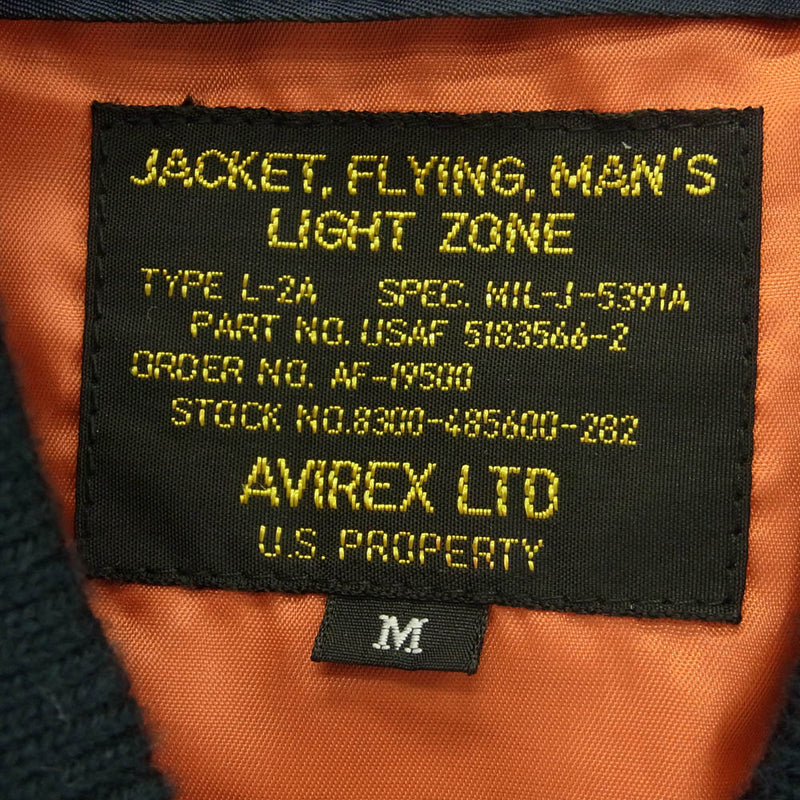 JACKET, FLYING, MAN'S
LIGHT ZONE
TYPE L-2A SPEC. MIL-J-5391A
PART NO. USAF 5183566-2
ORDER NO. AF-19500
STOCK NO.8300-485600-282
AVIREX LTD
U.S. PROPERTY
M